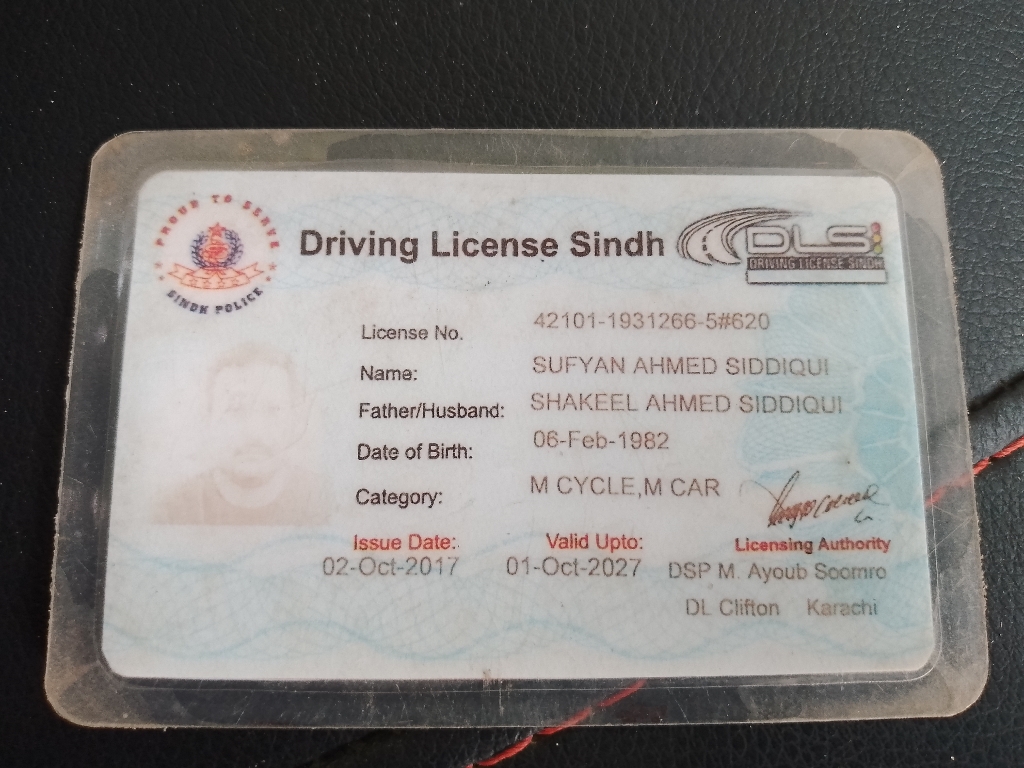 PROUD TO SERVE
SINDH POLICE
Driving License Sindh
DLS
DRIVING LICENSE SINDH
License No. 42101-1931266-5#620
Name: SUFYAN AHMED SIDDIQUI
Father/Husband: SHAKEEL AHMED SIDDIQUI
Date of Birth: 06-Feb-1982
Category: M CYCLE,M CAR
Issue Date: Valid Upto: Licensing Authority
02-Oct-2017 01-Oct-2027 DSP M. Ayoub Soomro
DL Clifton Karachi